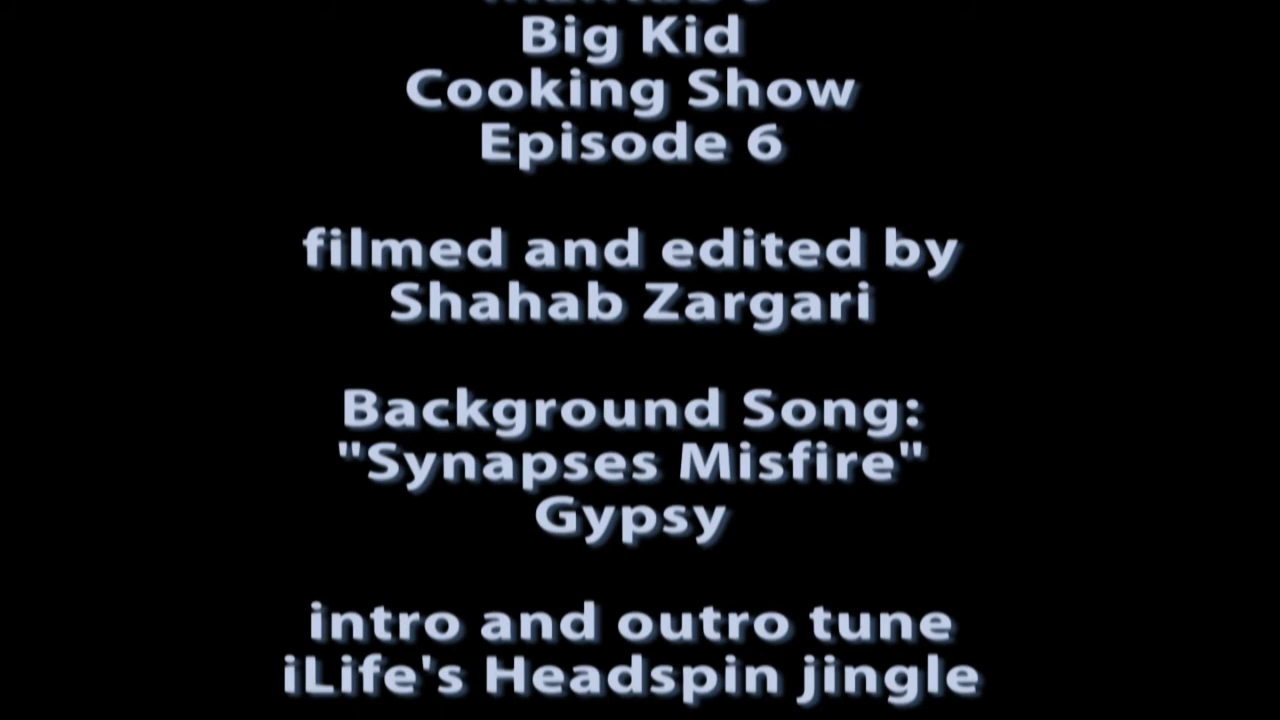 Big Kid
Cooking Show
Episode 6
filmed and edited by
Shahab Zargari
Background Song:
"Synapses Misfire"
Gypsy
intro and outro tune
iLife's Headspin jingle